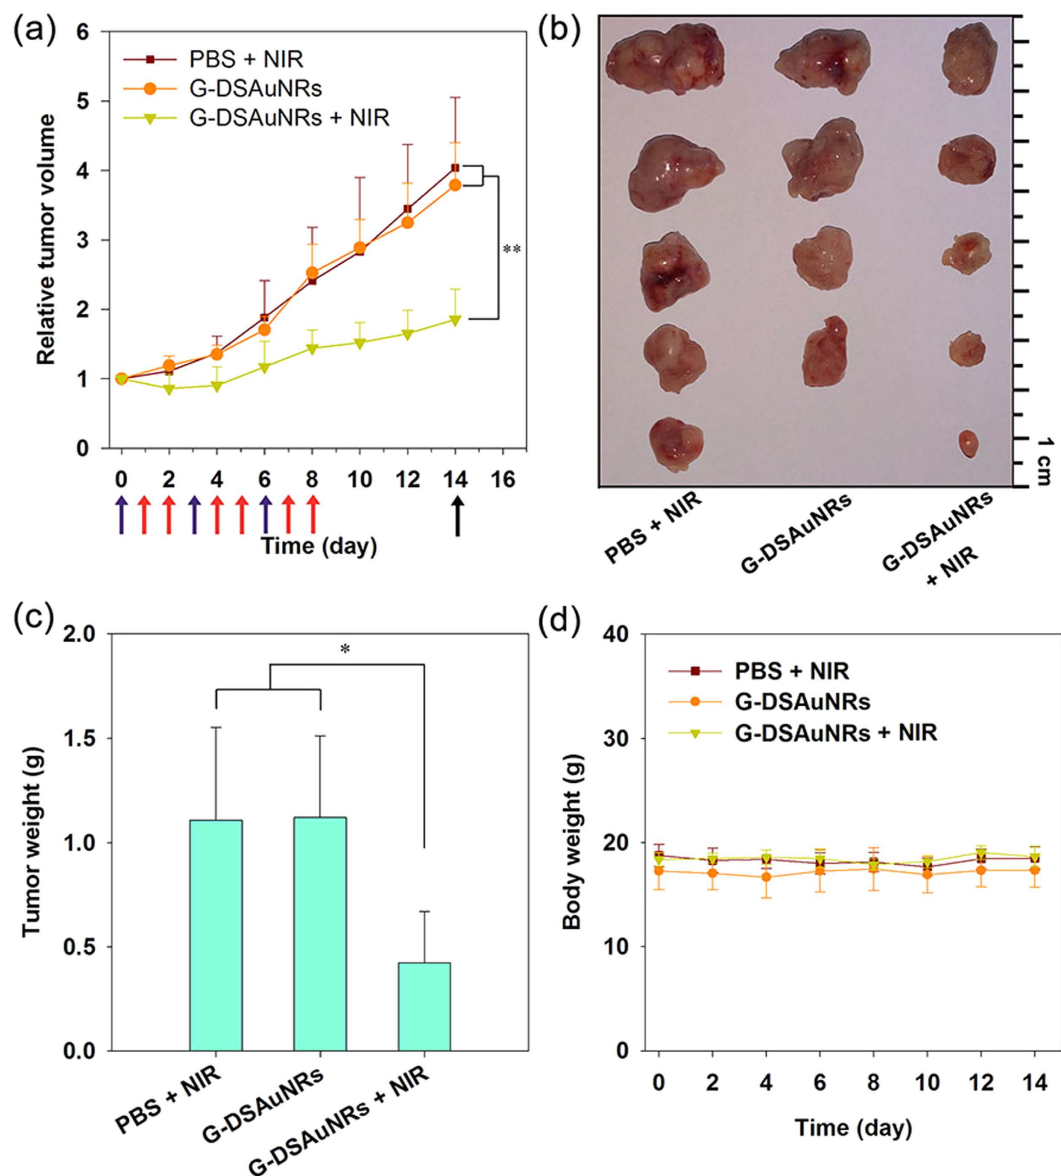 (a)
6
5
4
3
2
1
0
Relative tumor volume
PBS + NIR
G-DSAuNRs
G-DSAuNRs + NIR
**
0 2 4 6 8 10 12 14 16
Time (day)
(b)
1 cm
PBS + NIR
G-DSAuNRs
G-DSAuNRs
+ NIR
(c)
2.0
1.5
1.0
0.5
0.0
Tumor weight (g)
*
PBS + NIR
G-DSAuNRs
G-DSAuNRs + NIR
(d)
40
30
20
10
0
Body weight (g)
PBS + NIR
G-DSAuNRs
G-DSAuNRs + NIR
0 2 4 6 8 10 12 14
Time (day)